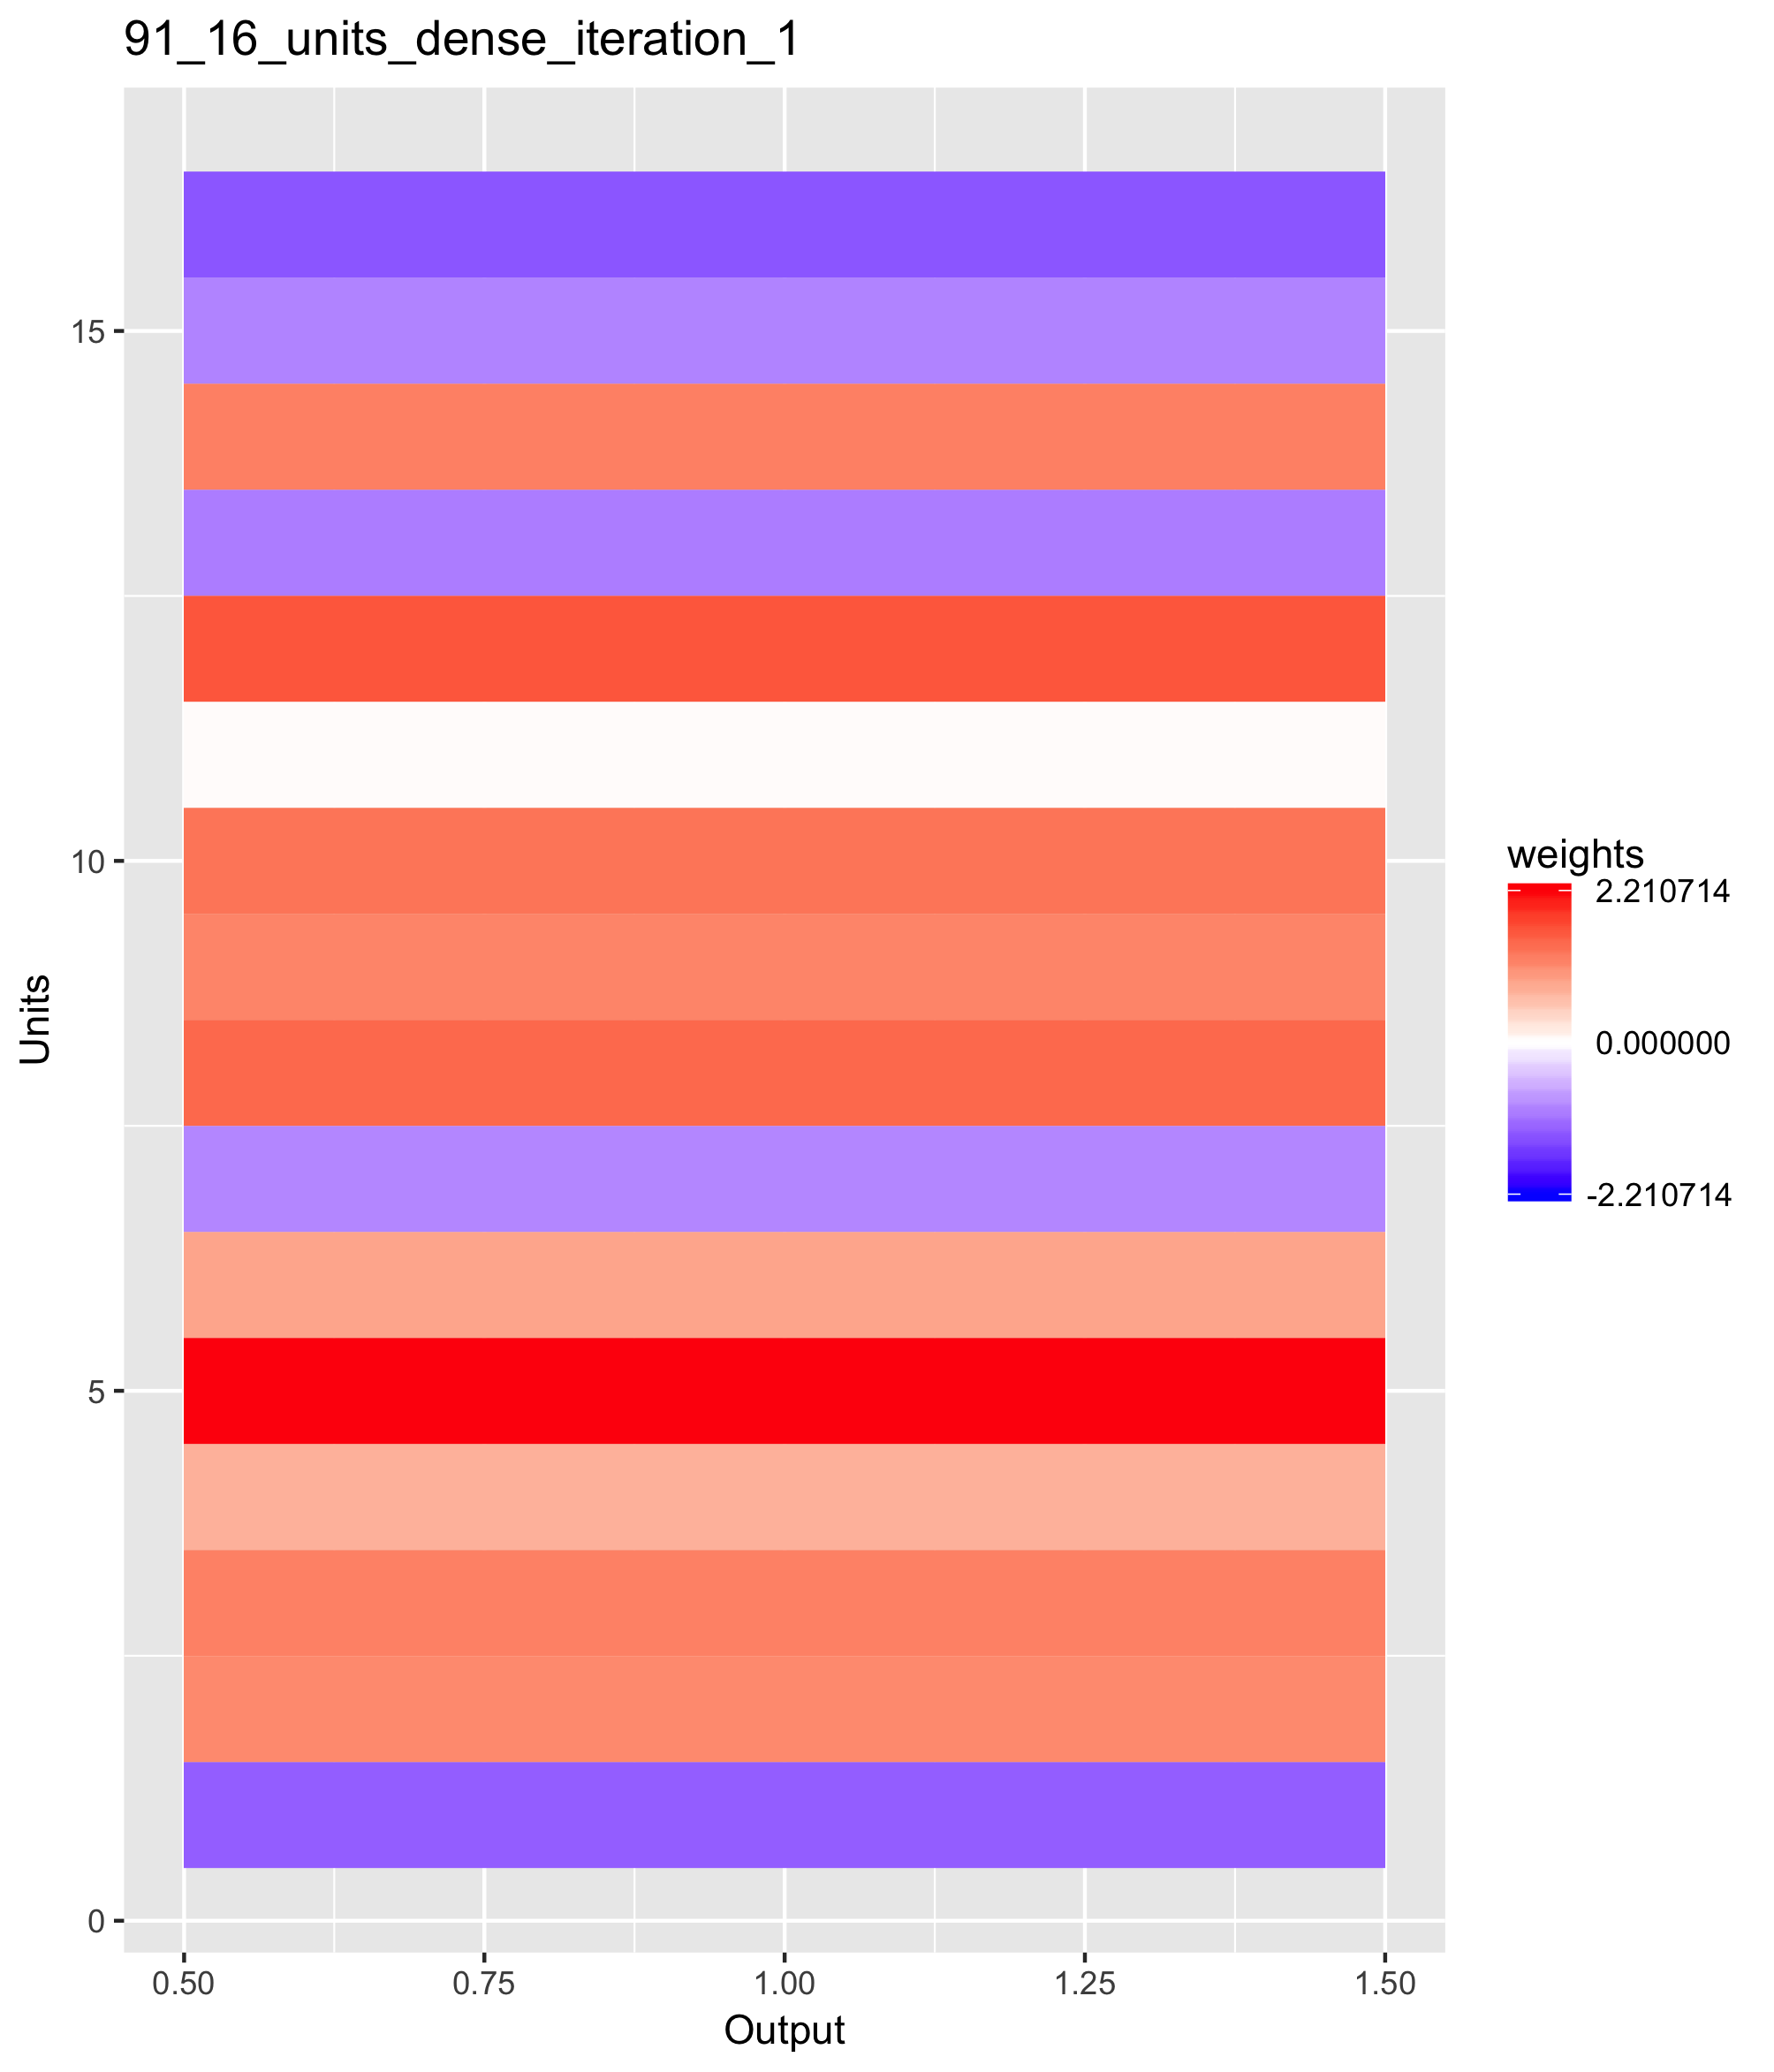 91_16_units_dense_iteration_1
15
10
5
0
Units
0.50 0.75 1.00 1.25 1.50
Output
weights
2.210714
0.000000
-2.210714